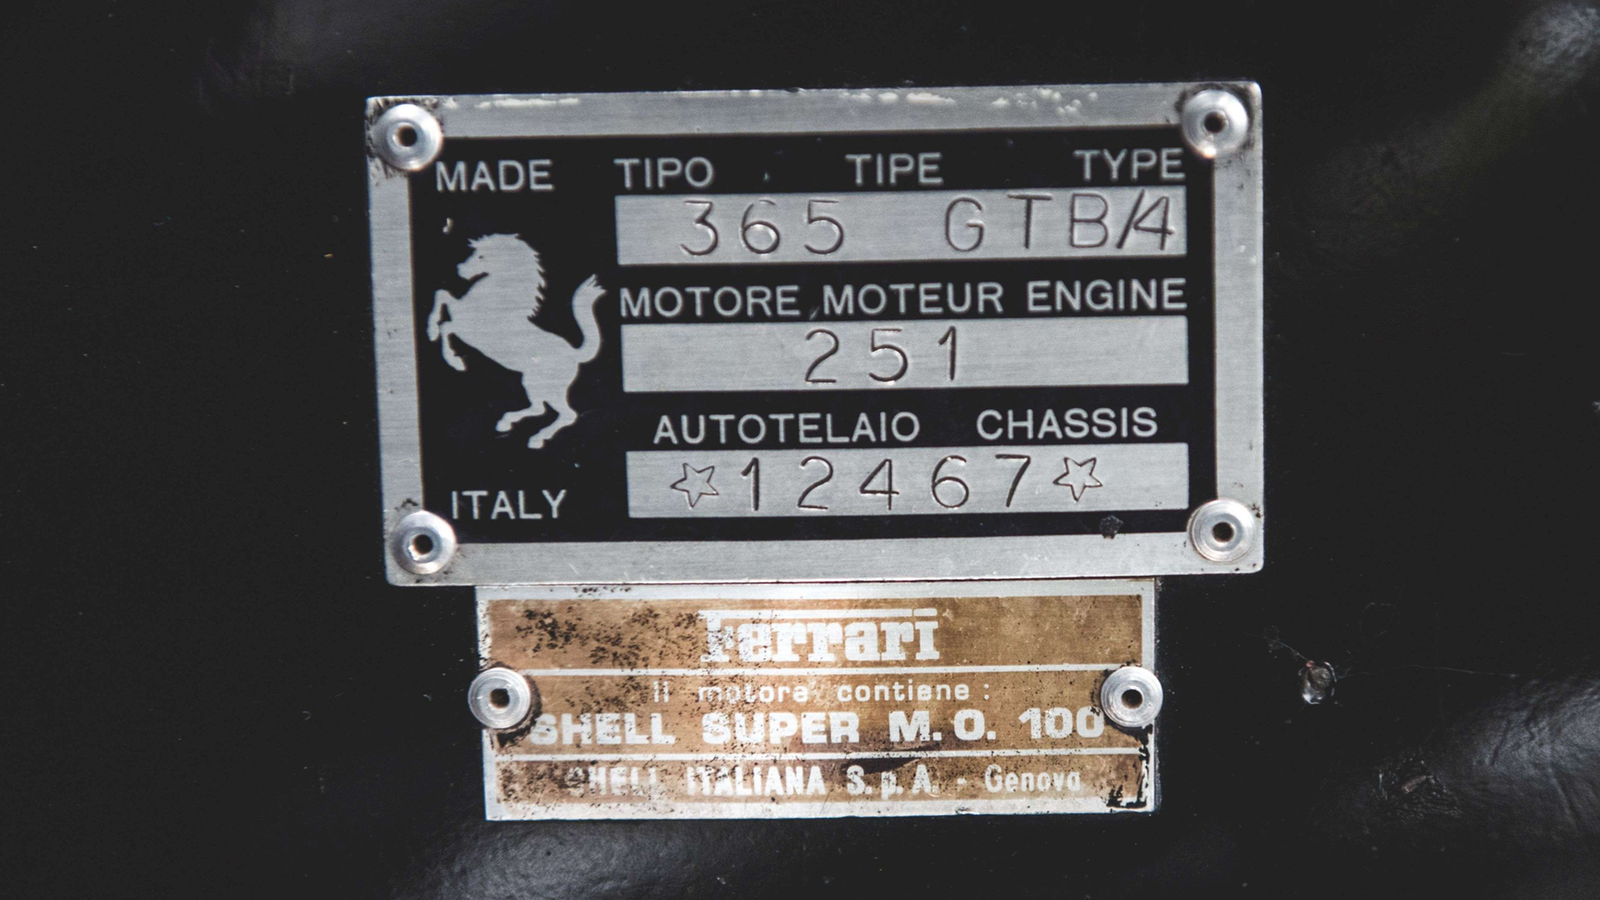 MADE TIPO TIPE TYPE
365 GTB/4
MOTORE MOTEUR ENGINE
251
AUTOTELAIO CHASSIS
☆12467☆
ITALY
Ferrari
il motore contiene:
SHELL SUPER M.O. 100
SHELL ITALIANA S.p.A. - Genova